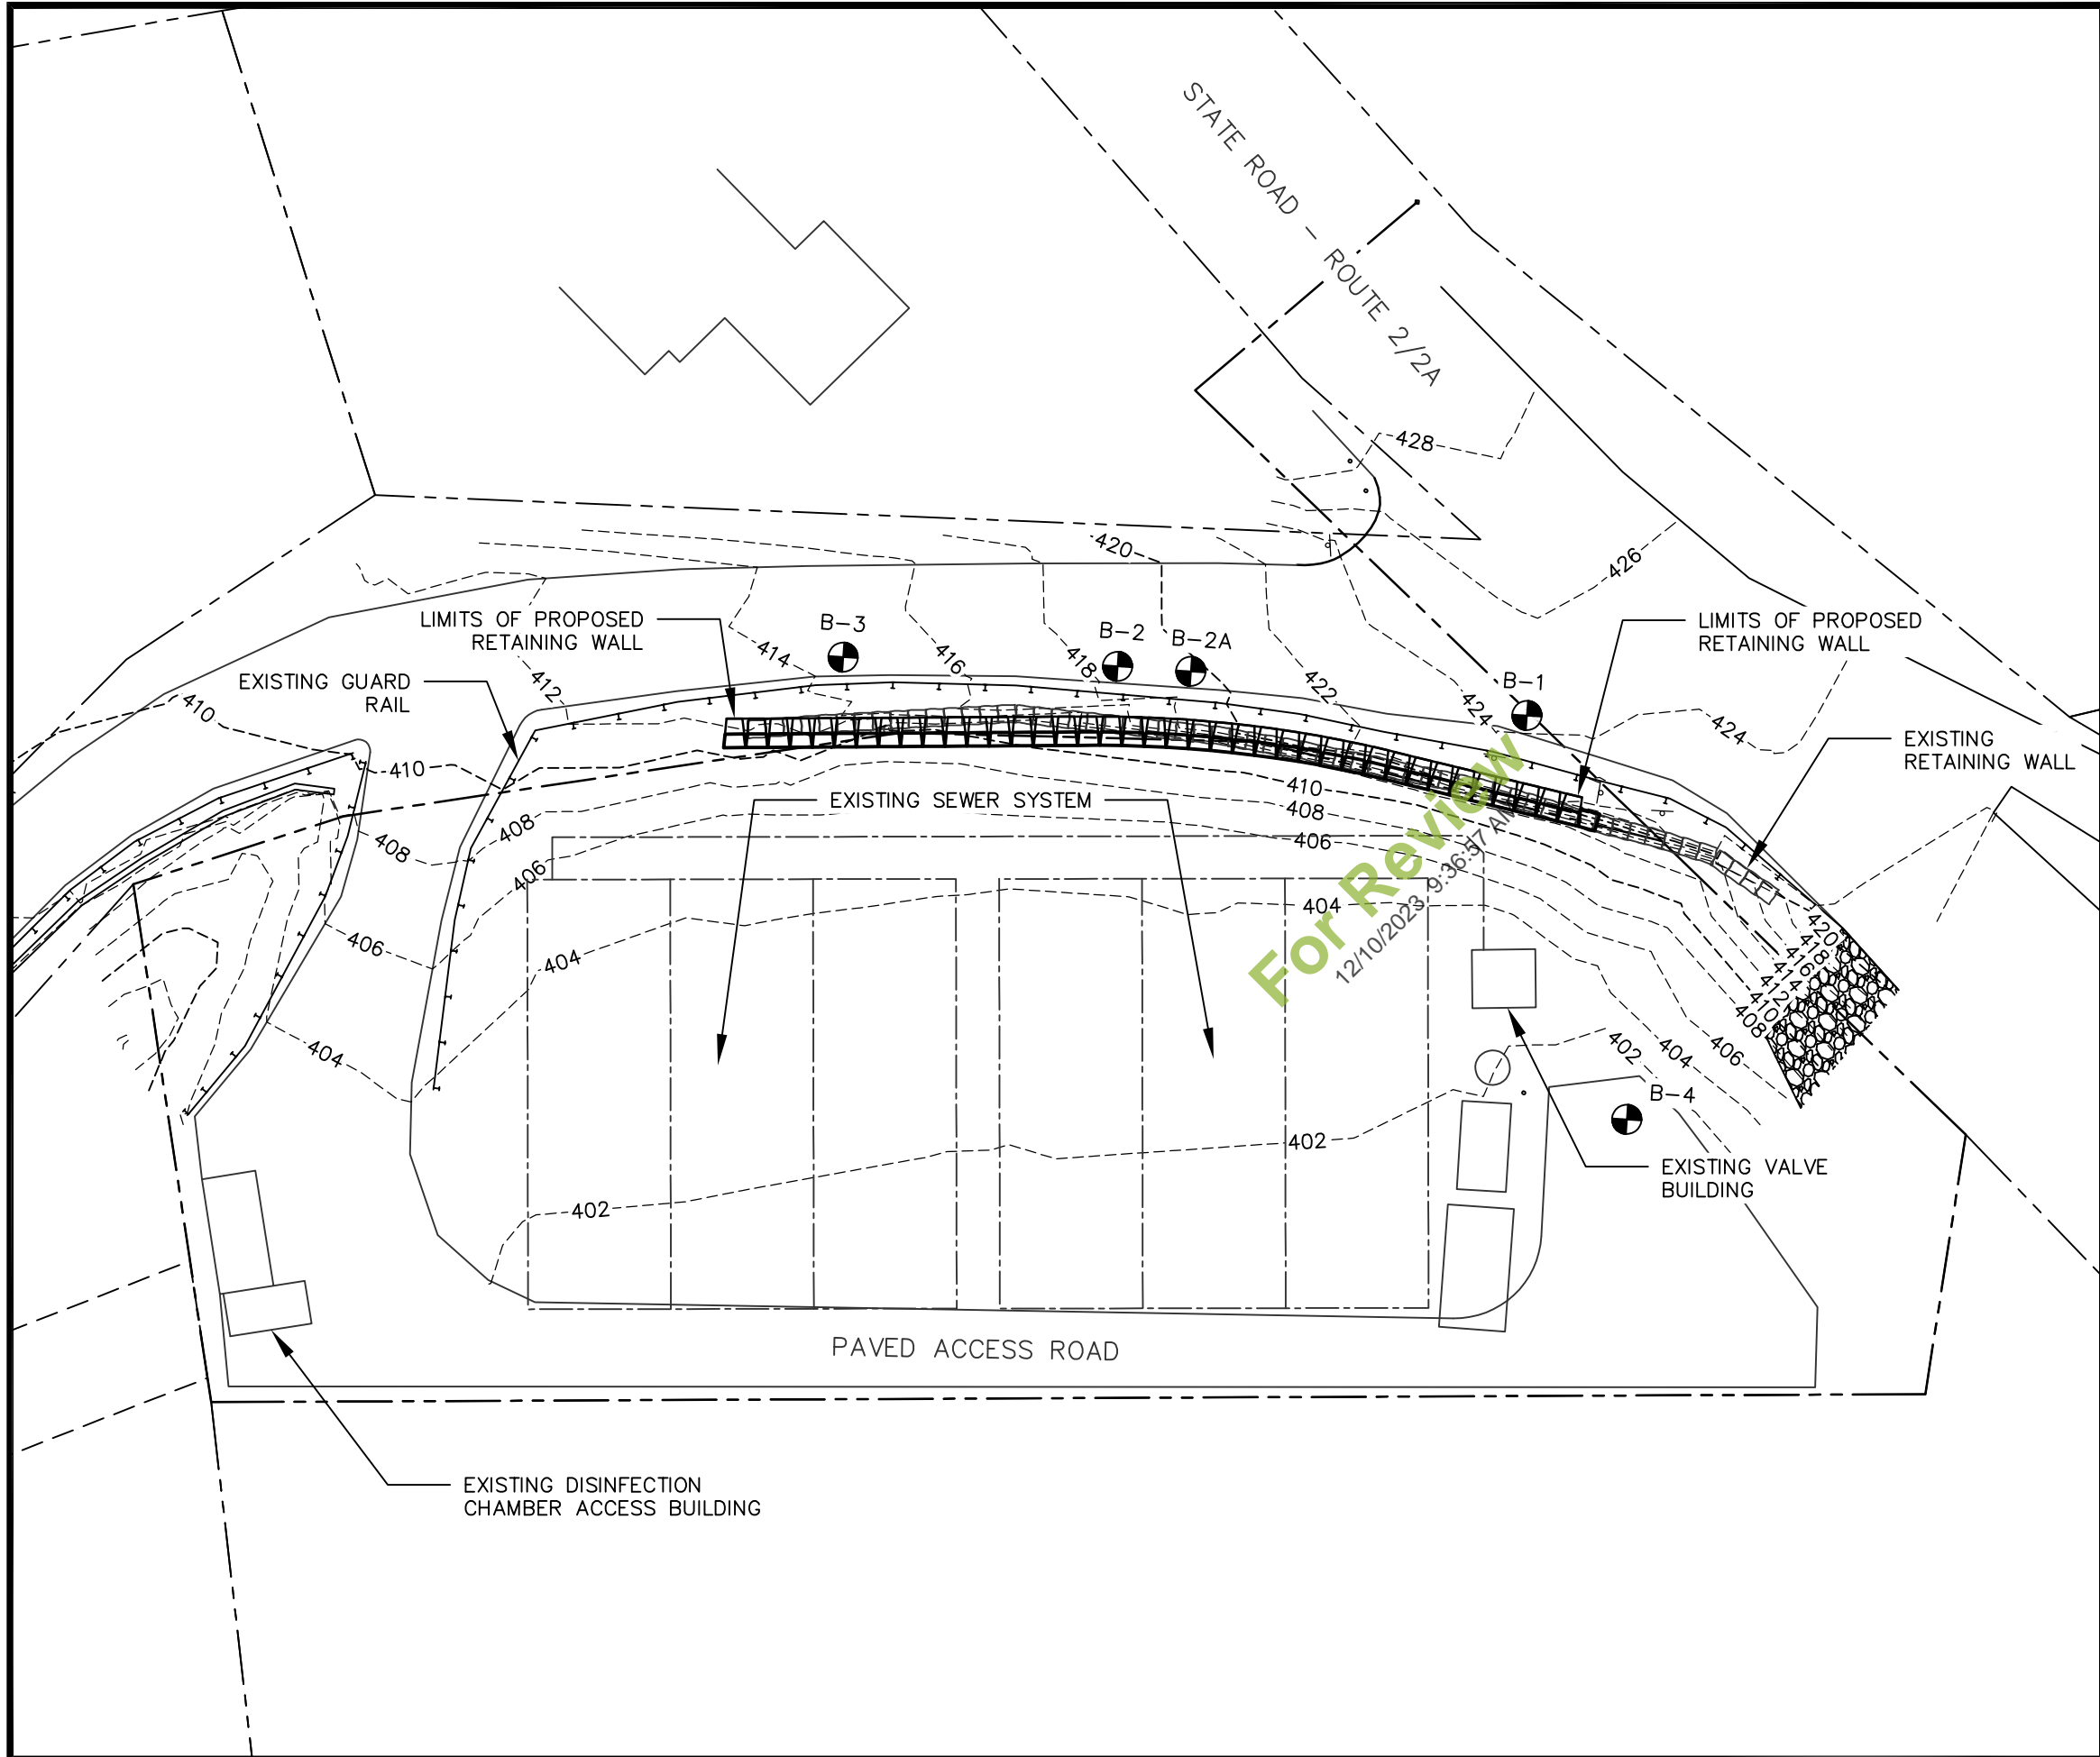 STATE ROAD - ROUTE 2/2A
428
426
420
LIMITS OF PROPOSED
RETAINING WALL
B-3
B-2
B-2A
LIMITS OF PROPOSED
RETAINING WALL
414
416
418
422
B-1
EXISTING GUARD
RAIL
412
410
424
424
EXISTING
RETAINING WALL
410
410
EXISTING SEWER SYSTEM
408
408
408
406
406
For Review
12/10/2023 9:36:57 AM
404
406
404
420
418
416
414
412
410
408
404
402
404
406
B-4
402
EXISTING VALVE
BUILDING
402
PAVED ACCESS ROAD
EXISTING DISINFECTION
CHAMBER ACCESS BUILDING